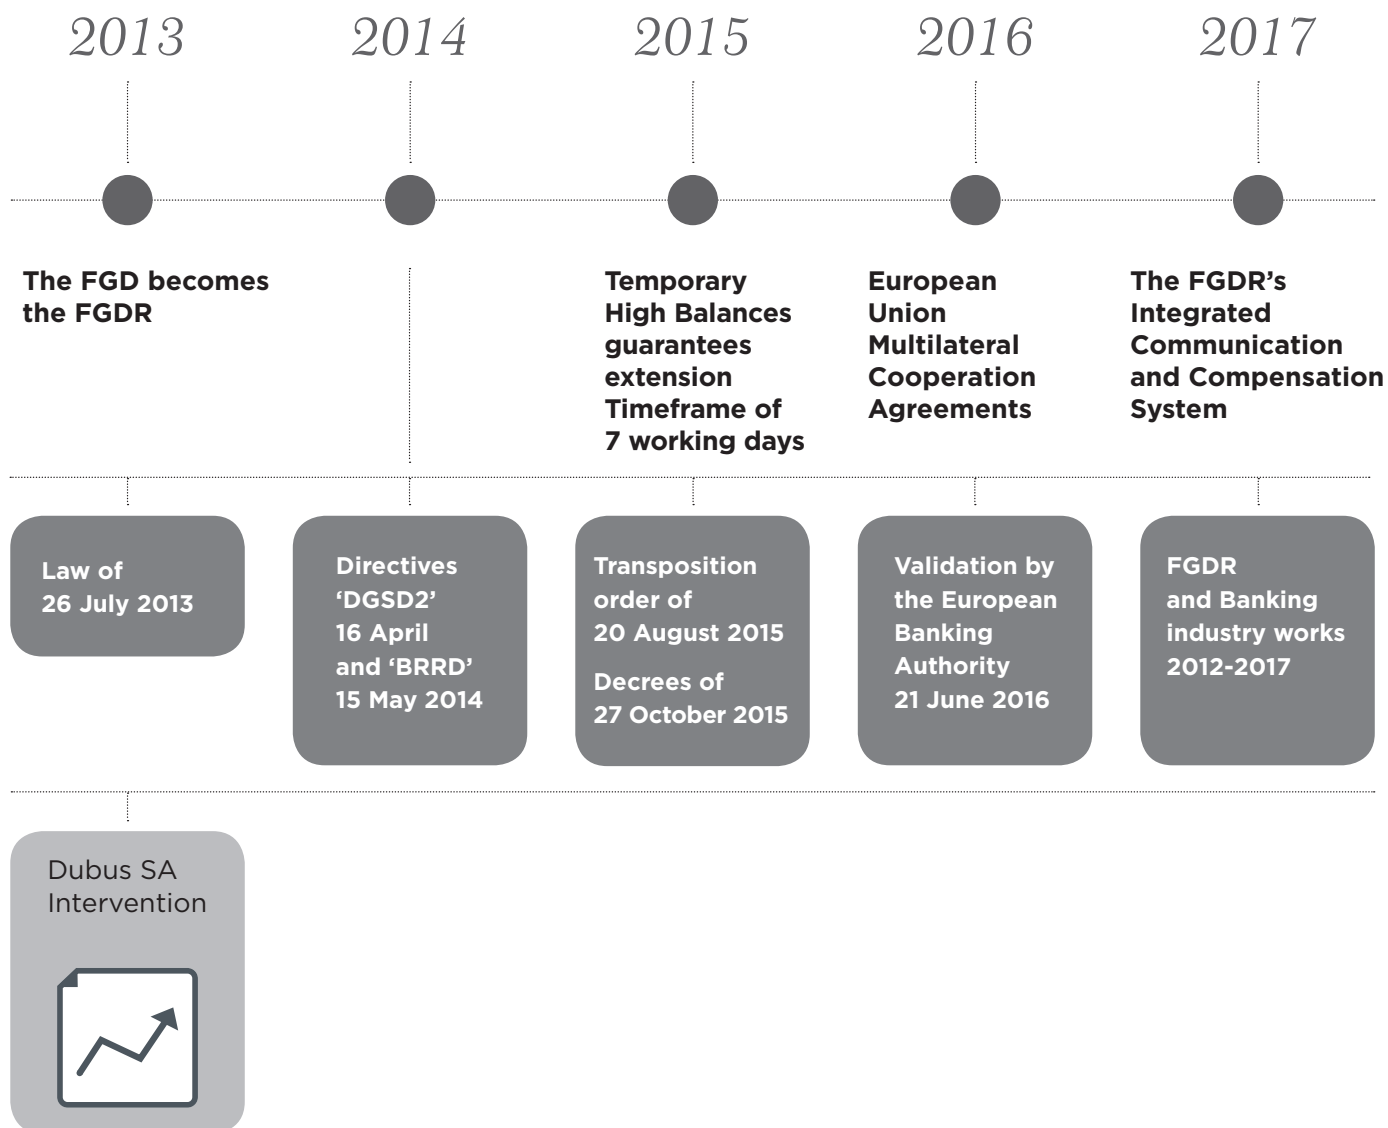 2013
2014
2015
2016
2017
The FGD becomes
the FGDR
Temporary
High Balances
guarantees
extension
Timeframe of
7 working days
European
Union
Multilateral
Cooperation
Agreements
The FGDR’s
Integrated
Communication
and Compensation
System
Law of
26 July 2013
Directives
‘DGSD2’
16 April
and ‘BRRD’
15 May 2014
Transposition
order of
20 August 2015
Decrees of
27 October 2015
Validation by
the European
Banking
Authority
21 June 2016
FGDR
and Banking
industry works
2012-2017
Dubus SA
Intervention